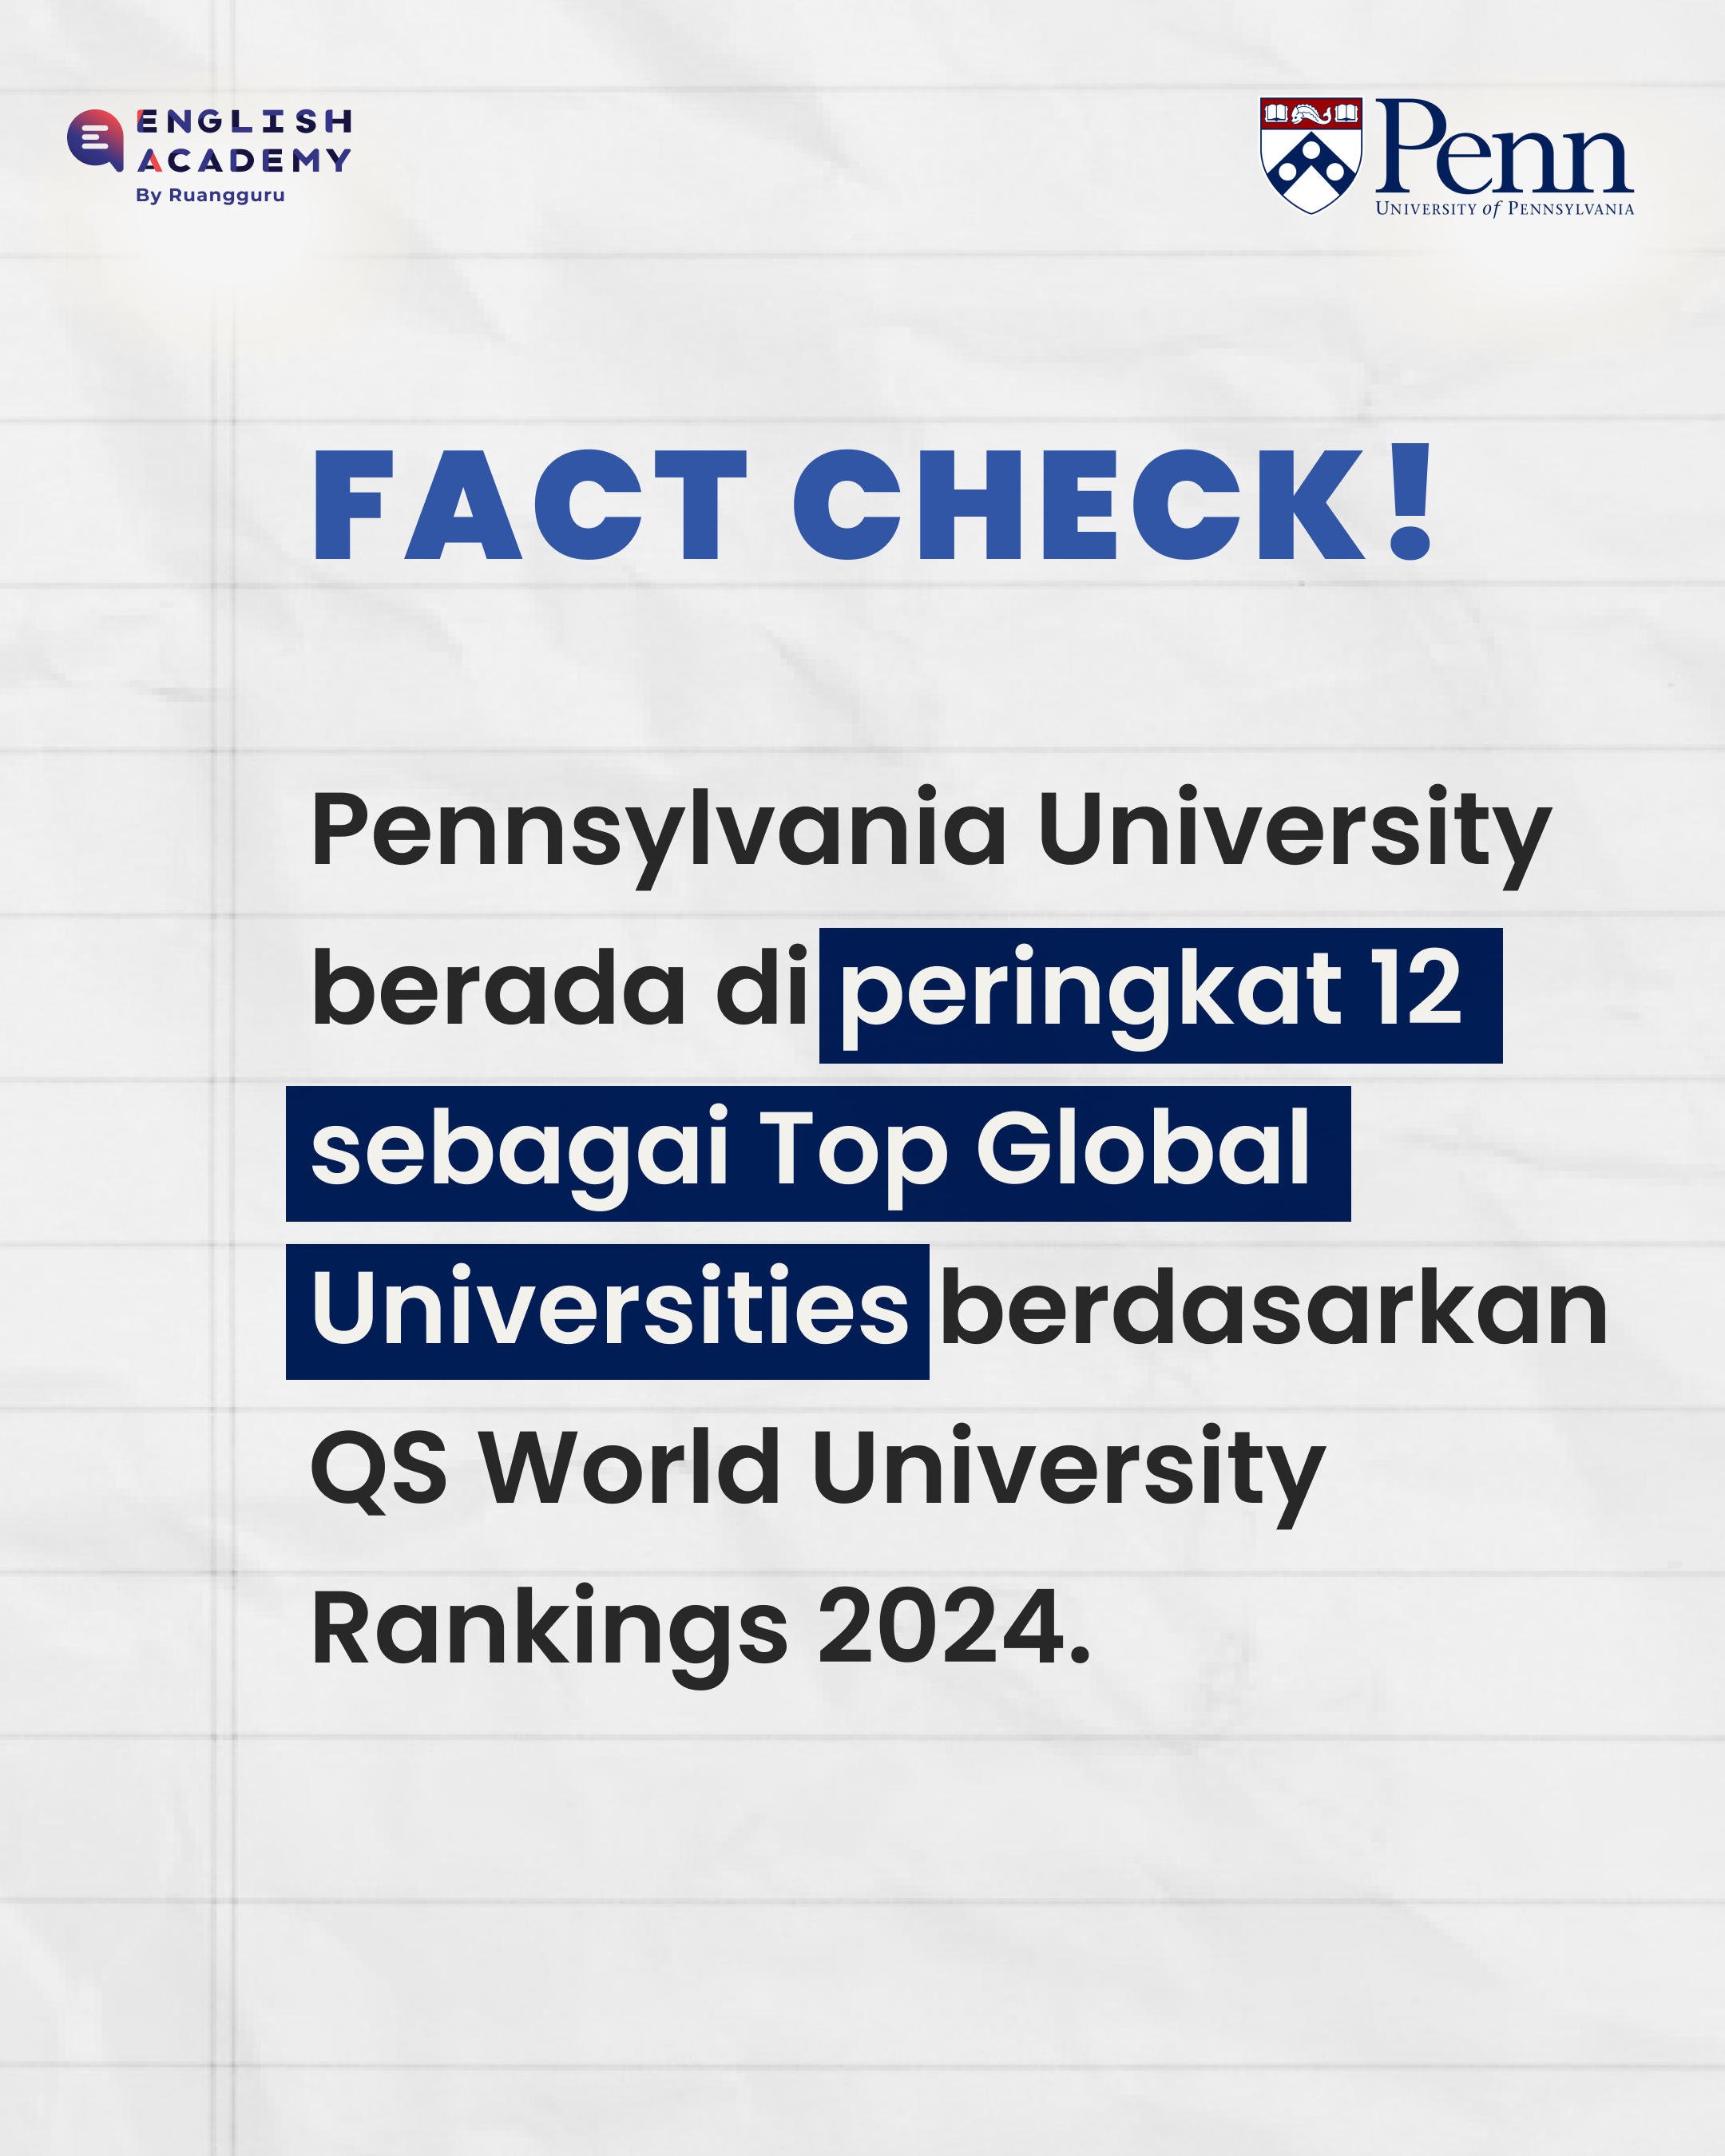 ENGLISH
ACADEMY
By Ruangguru
Penn
UNIVERSITY of PENNSYLVANIA
FACT CHECK!
Pennsylvania University
berada di peringkat 12
sebagai Top Global
Universities berdasarkan
QS World University
Rankings 2024.